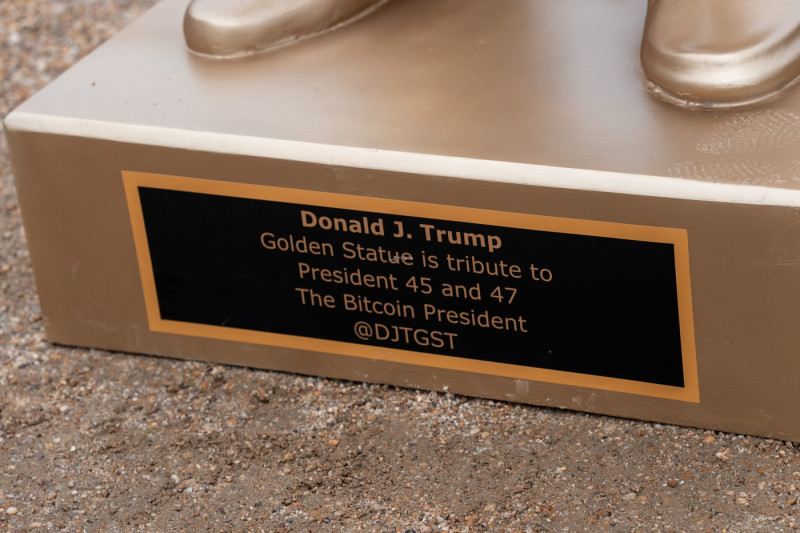 Donald J. Trump
Golden Statue is tribute to
President 45 and 47
The Bitcoin President
@DJTGST